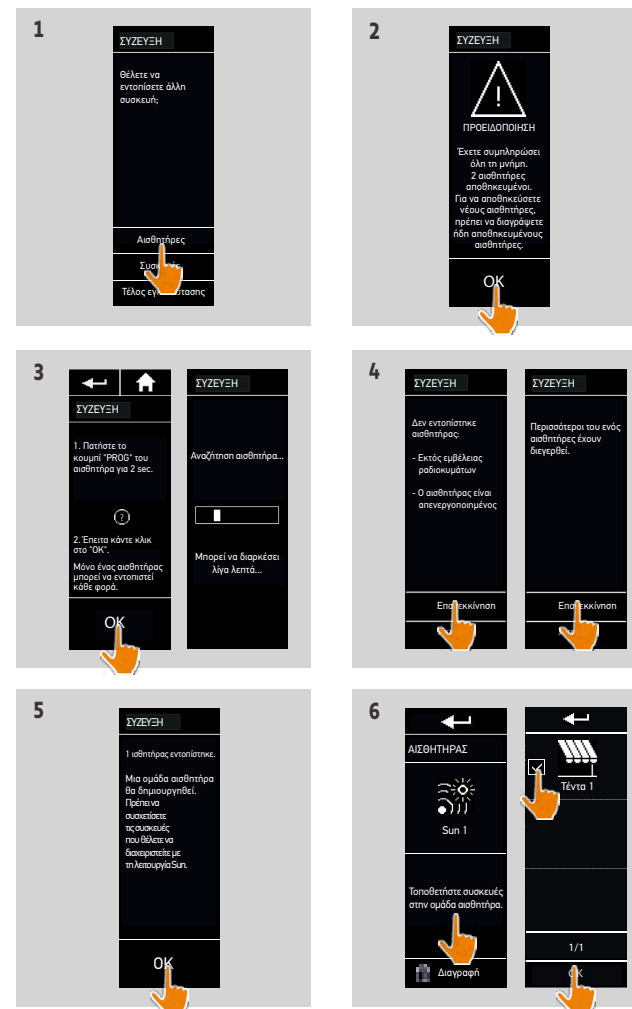 1
ΣΥΖΕΥΞΗ
Θέλετε να
εντοπίσετε άλλη
συσκευή;
Αισθητήρες
Τέλος
2
ΣΥΖΕΥΞΗ
!
ΠΡΟΕΙΔΟΠΟΙΗΣΗ
Έχετε συμπληρώσει
όλη τη μνήμη.
2 αισθητήρες
αποθηκευμένοι.
Για να αποθηκεύσετε
νέους αισθητήρες,
πρέπει να διαγράψετε
ήδη αποθηκευμένους
αισθητήρες.
OK
3
ΣΥΖΕΥΞΗ
1. Πατήστε το
κουμπί "PROG" του
αισθητήρα για 2 sec.
?
2. Έπειτα κάντε κλικ
στο "OK".
Μόνο ένας αισθητήρας
μπορεί να εντοπιστεί
κάθε φορά.
OK
ΣΥΖΕΥΞΗ
Αναζήτηση αισθητήρα...
Μπορεί να διαρκέσει
λίγα λεπτά...
4
ΣΥΖΕΥΞΗ
Δεν εντοπίστηκε
αισθητήρας:
- Εκτός εμβέλειας
ραδιοκυμάτων
- Ο αισθητήρας είναι
απενεργοποιημένος
Επανεκκίνηση
ΣΥΖΕΥΞΗ
Περισσότεροι του ενός
αισθητήρες έχουν
διεγερθεί.
Επανεκκίνηση
5
ΣΥΖΕΥΞΗ
1 ισθητήρας εντοπίστηκε.
Μια ομάδα αισθητήρα
θα δημιουργηθεί.
Πρέπει να
συσχετίσετε
τις συσκευές
που θέλετε να
διαχειριστείτε με
τη λειτουργία Sun.
OK
6
ΑΙΣΘΗΤΗΡΑΣ
Sun 1
Τοποθετήστε συσκευές
στην ομάδα αισθητήρα.
Διαγραφή
Τέντα 1
1/1
OK